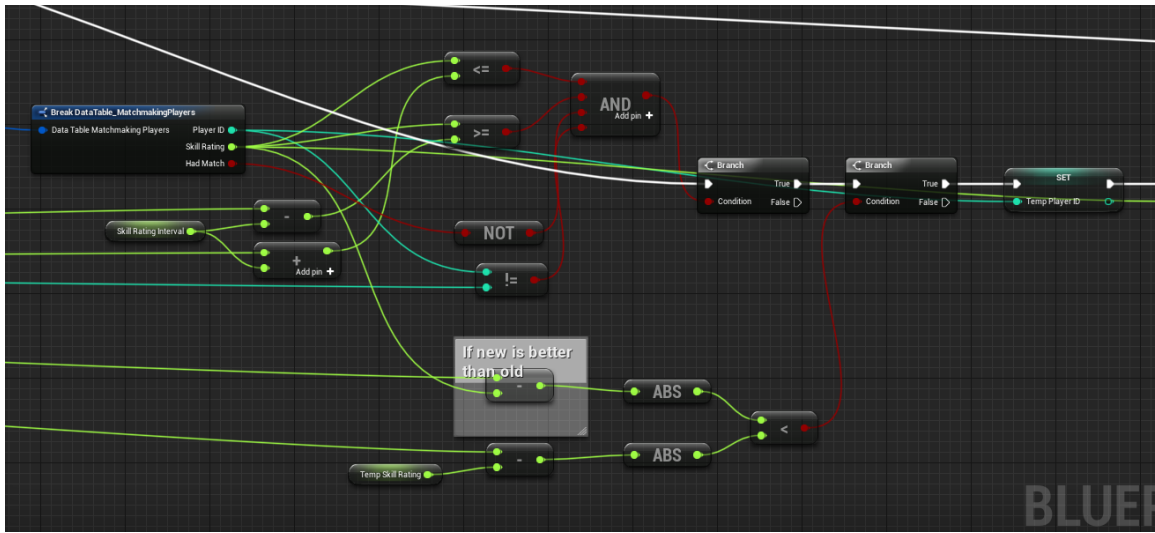 <=
AND
Add pin +
Break DataTable_MatchmakingPlayers
Data Table Matchmaking Players Player ID
Skill Rating
Had Match
>=
Branch
True
Condition False
Branch
True
Condition False
SET
Temp Player ID
Skill Rating Interval
-
+
Add pin +
NOT
!=
If new is better
than old
-
ABS
<
-
ABS
Temp Skill Rating
BLUEP